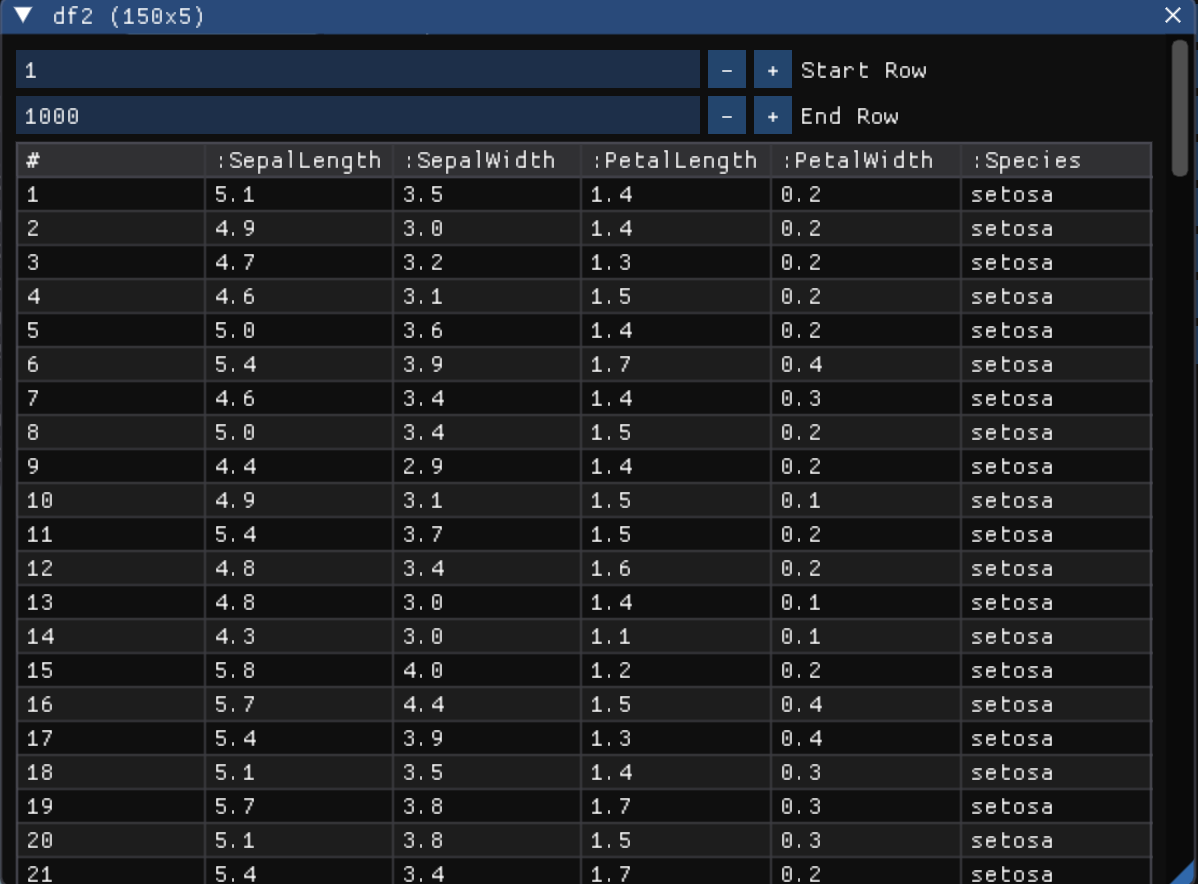 ▼ df2 (150x5)
1 - + Start Row
1000 - + End Row
# :SepalLength :SepalWidth :PetalLength :PetalWidth :Species
1 5.1 3.5 1.4 0.2 setosa
2 4.9 3.0 1.4 0.2 setosa
3 4.7 3.2 1.3 0.2 setosa
4 4.6 3.1 1.5 0.2 setosa
5 5.0 3.6 1.4 0.2 setosa
6 5.4 3.9 1.7 0.4 setosa
7 4.6 3.4 1.4 0.3 setosa
8 5.0 3.4 1.5 0.2 setosa
9 4.4 2.9 1.4 0.2 setosa
10 4.9 3.1 1.5 0.1 setosa
11 5.4 3.7 1.5 0.2 setosa
12 4.8 3.4 1.6 0.2 setosa
13 4.8 3.0 1.4 0.1 setosa
14 4.3 3.0 1.1 0.1 setosa
15 5.8 4.0 1.2 0.2 setosa
16 5.7 4.4 1.5 0.4 setosa
17 5.4 3.9 1.3 0.4 setosa
18 5.1 3.5 1.4 0.3 setosa
19 5.7 3.8 1.7 0.3 setosa
20 5.1 3.8 1.5 0.3 setosa
21 5.4 3.4 1.7 0.2 setosa